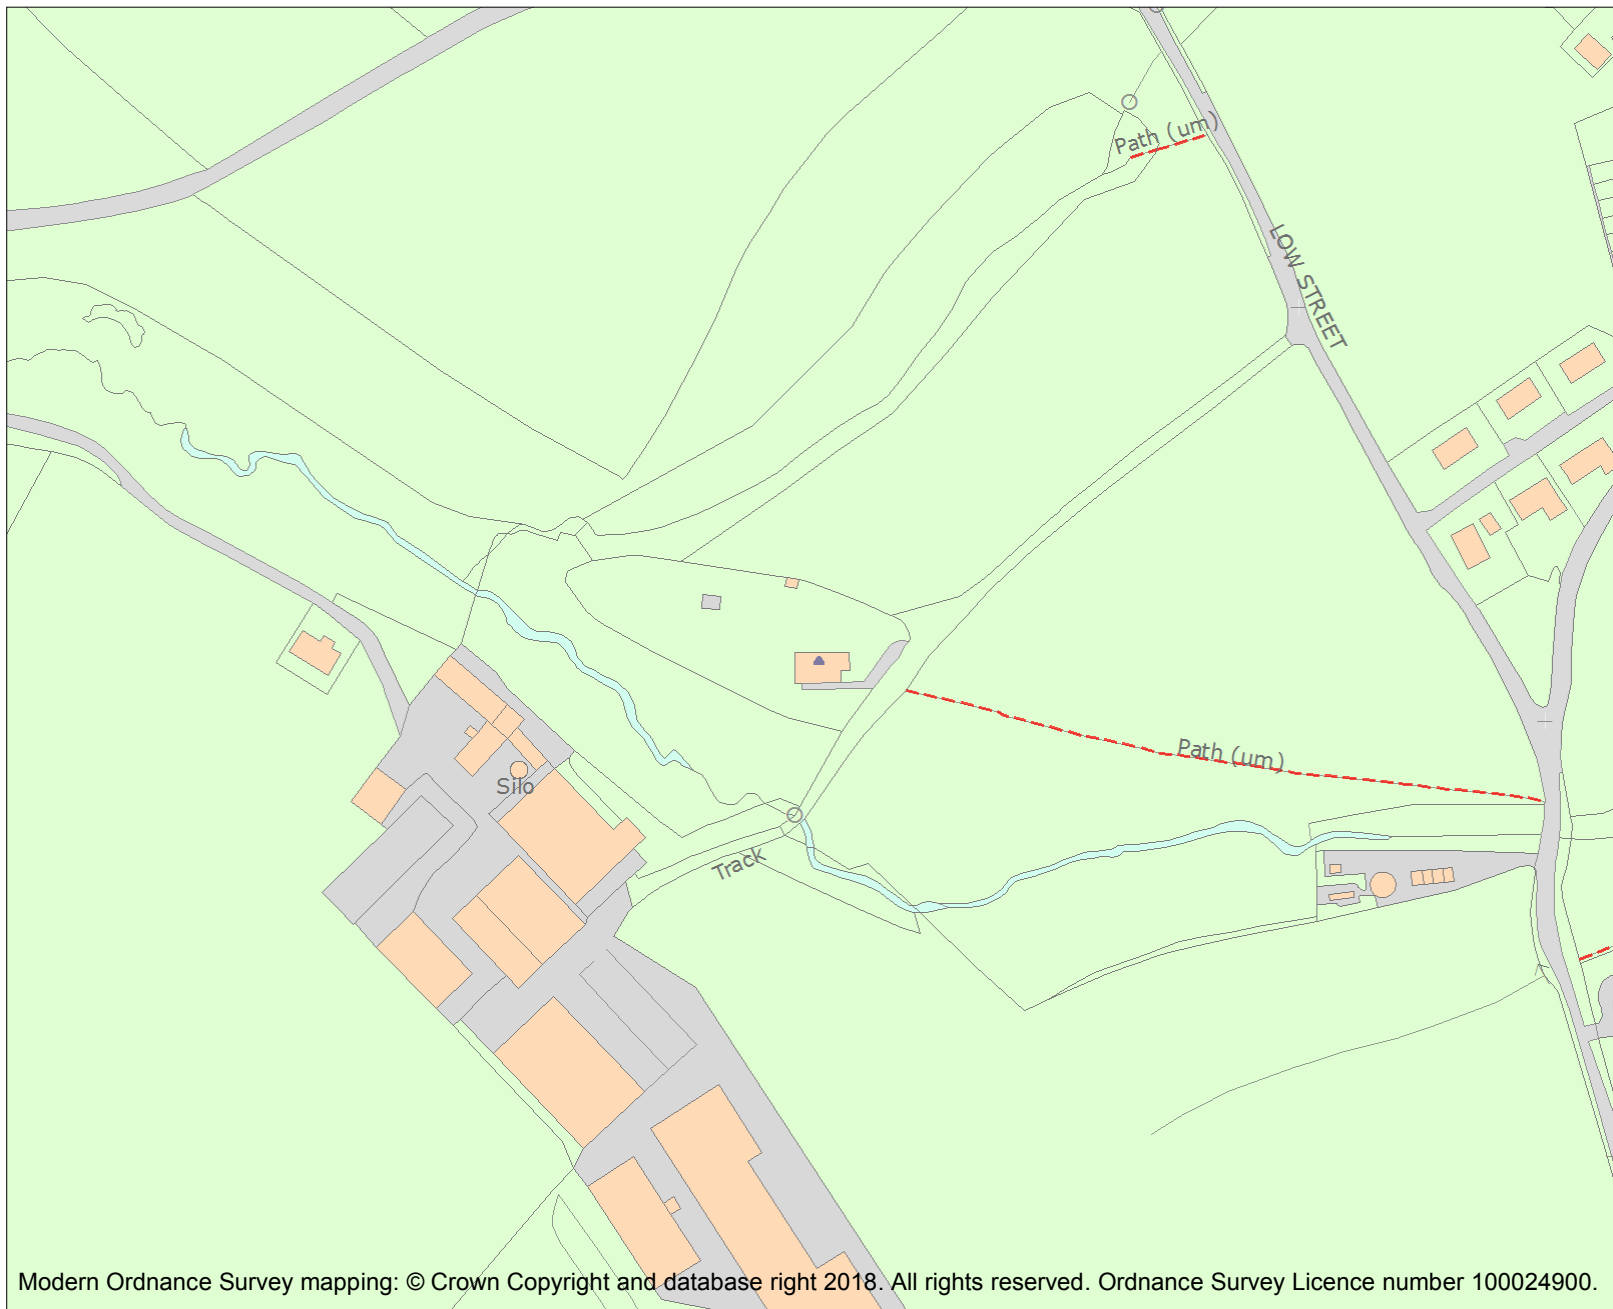 Path (um)
LOW STREET
Path (um)
Silo
Track
Modern Ordnance Survey mapping: © Crown Copyright and database right 2018. All rights reserved. Ordnance Survey Licence number 100024900.